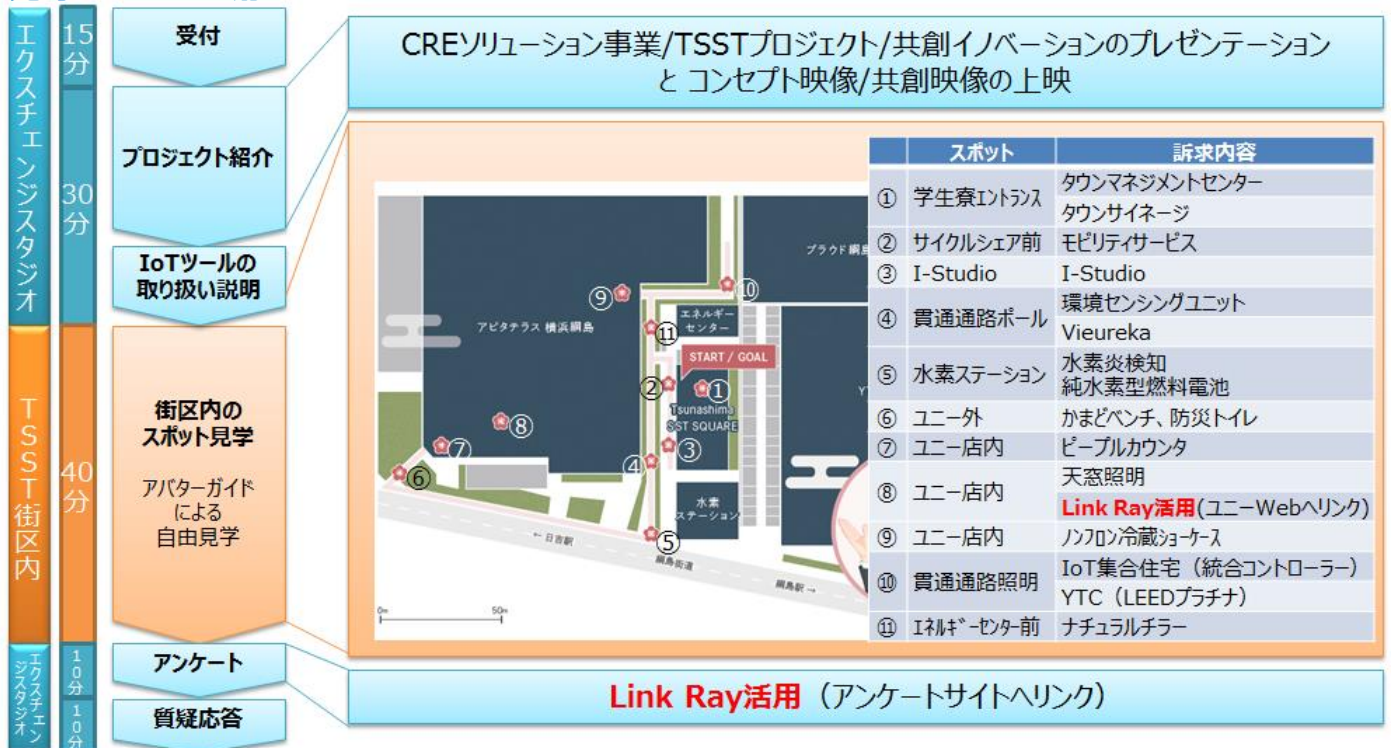 エクスチェンジスタジオ
15分
30分
受付
プロジェクト紹介
IoTツールの
取り扱い説明
CREソリューション事業/TSSTプロジェクト/共創イノベーションのプレゼンテーション
と コンセプト映像/共創映像の上映
TSST街区内
40分
街区内の
スポット見学
アバターガイド
による
自由見学
アピタテラス 横浜綱島
プラウド綱島
エネルギー
センター
START / GOAL
Tsunashima
SST SQUARE
水素
ステーション
← 日吉駅
綱島街道
綱島駅 →
0m
50m
①
②
③
④
⑤
⑥
⑦
⑧
⑨
⑩
⑪
スポット 訴求内容
① 学生寮エントランス タウンマネジメントセンター
タウンサイネージ
② サイクルシェア前 モビリティサービス
③ I-Studio I-Studio
④ 貫通通路ポール 環境センシングユニット
Vieureka
⑤ 水素ステーション 水素炎検知
純水素型燃料電池
⑥ ユニー外 かまどベンチ、防災トイレ
⑦ ユニー店内 ピープルカウンタ
⑧ ユニー店内 天窓照明
Link Ray活用(ユニーWebへリンク)
⑨ ユニー店内 ノンフロン冷蔵ショーケース
⑩ 貫通通路照明 IoT集合住宅（統合コントローラー）
YTC（LEEDプラチナ）
⑪ エネルギーセンター前 ナチュラルチラー
エクスチェンジスタジオ
10分
10分
アンケート
質疑応答
Link Ray活用（アンケートサイトへリンク）